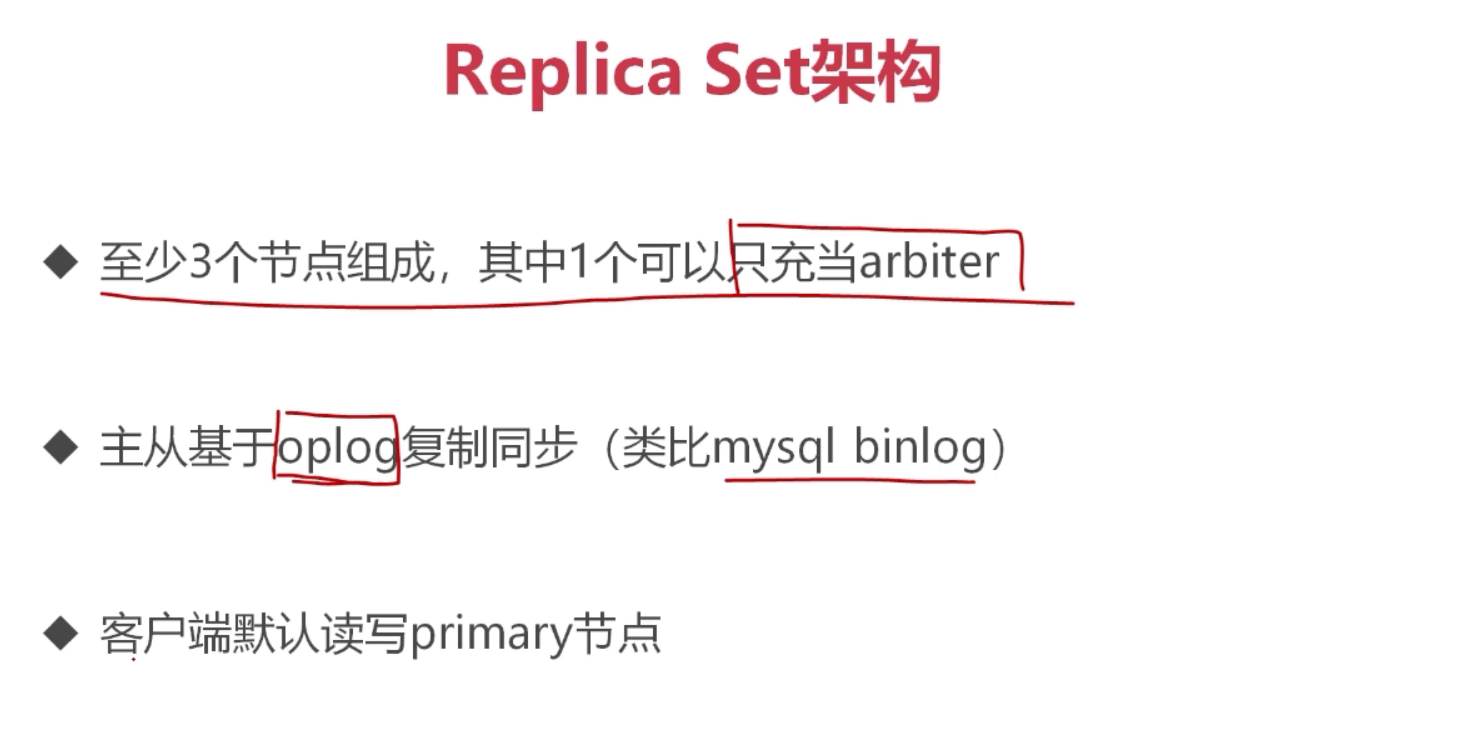 Replica Set架构
◆ 至少3个节点组成，其中1个可以只充当arbiter
◆ 主从基于oplog复制同步（类比mysql binlog）
◆ 客户端默认读写primary节点